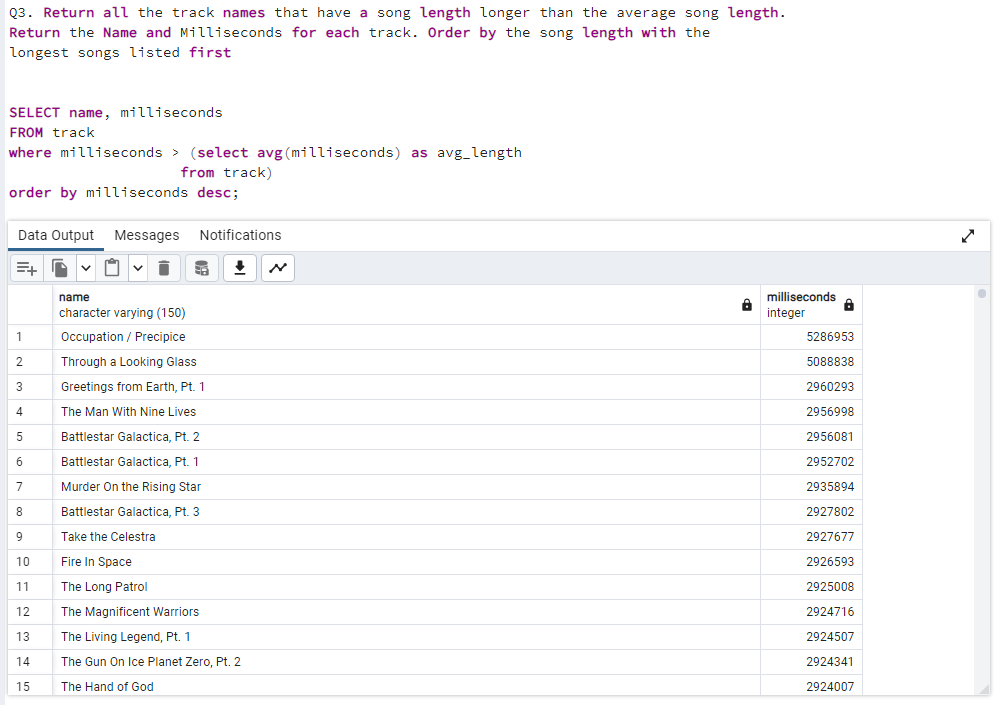 Q3. Return all the track names that have a song length longer than the average song length.
Return the Name and Milliseconds for each track. Order by the song length with the
longest songs listed first
SELECT name, milliseconds
FROM track
where milliseconds > (select avg(milliseconds) as avg_length
from track)
order by milliseconds desc;
Data Output Messages Notifications
name milliseconds
character varying (150) integer
1 Occupation / Precipice 5286953
2 Through a Looking Glass 5088838
3 Greetings from Earth, Pt. 1 2960293
4 The Man With Nine Lives 2956998
5 Battlestar Galactica, Pt. 2 2956081
6 Battlestar Galactica, Pt. 1 2952702
7 Murder On the Rising Star 2935894
8 Battlestar Galactica, Pt. 3 2927802
9 Take the Celestra 2927677
10 Fire In Space 2926593
11 The Long Patrol 2925008
12 The Magnificent Warriors 2924716
13 The Living Legend, Pt. 1 2924507
14 The Gun On Ice Planet Zero, Pt. 2 2924341
15 The Hand of God 2924007